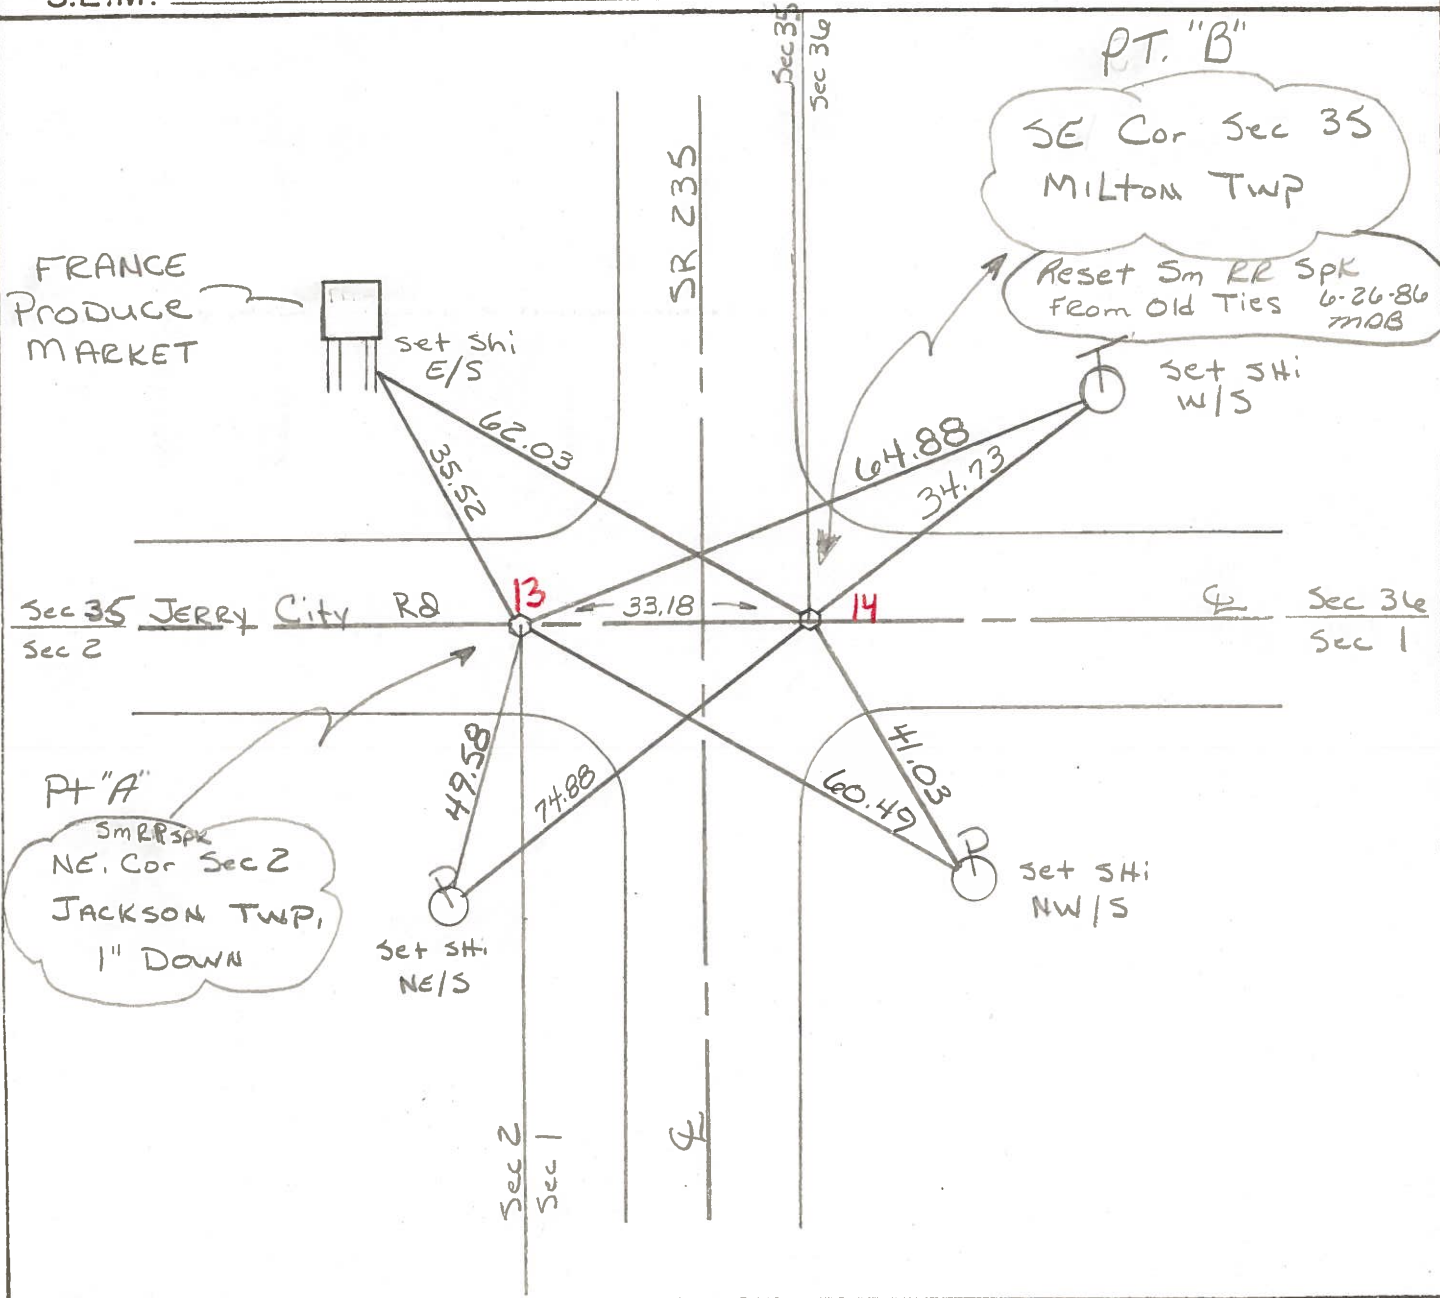 S.L.M.
Sec 35
Sec 36
PT. "B"
SE Cor Sec 35
MILTON TWP
Reset Sm RR Spk
From Old Ties 6-26-86
MDB
SR 235
FRANCE
PRODUCE
MARKET
set Shi
E/S
set SHi
W/S
62.03
35.52
64.88
34.73
13
33.18
14
Sec 35 JERRY City Rd
Sec 2
℄
Sec 36
Sec 1
49.58
74.88
41.03
60.49
Pt "A"
Sm RR Spk
NE. Cor Sec 2
JACKSON TWP,
1" DOWN
set SHi
NE/S
set SHi
NW/S
Sec 2
Sec 1
℄